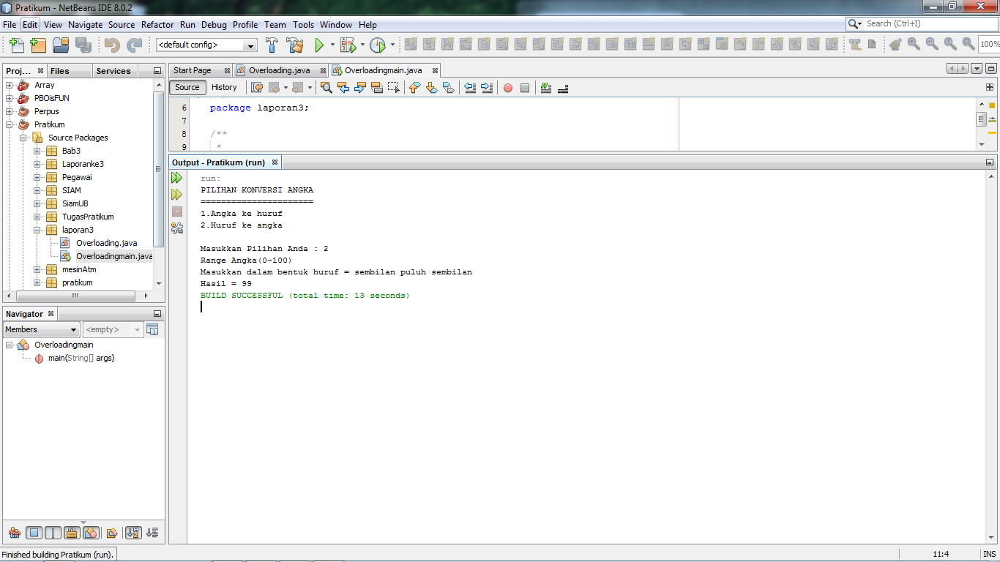 Pratikum - NetBeans IDE 8.0.2
File Edit View Navigate Source Refactor Run Debug Profile Team Tools Window Help
Search (Ctrl+I)
<default config>
100%
Proj... Files Services
Array
PBOisFUN
Perpus
Pratikum
Source Packages
Bab3
Laporanke3
Pegawai
SIAM
SiamUB
TugasPratikum
laporan3
Overloading.java
Overloadingmain.java
mesinAtm
pratikum
Navigator
Members
<empty>
Overloadingmain
main(String[] args)
Start Page Overloading.java Overloadingmain.java
Source History
6 package laporan3;
7
8 /**
9 *
Output - Pratikum (run)
run:
PILIHAN KONVERSI ANGKA
======================
1.Angka ke huruf
2.Huruf ke angka
Masukkan Pilihan Anda : 2
Range Angka(0-100)
Masukkan dalam bentuk huruf = sembilan puluh sembilan
Hasil = 99
BUILD SUCCESSFUL (total time: 13 seconds)
Finished building Pratikum (run).
11:4 INS